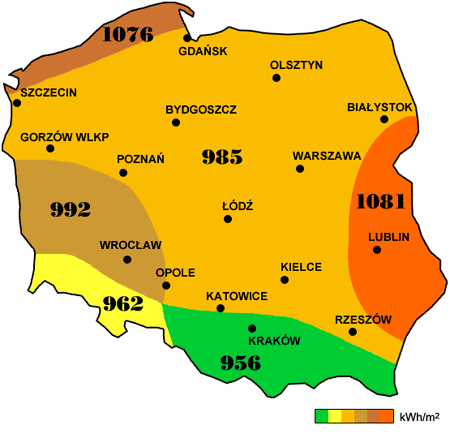 1076
GDAŃSK
OLSZTYN
SZCZECIN
BIAŁYSTOK
BYDGOSZCZ
GORZÓW WLKP
POZNAŃ
985
WARSZAWA
1081
992
ŁÓDŹ
WROCŁAW
LUBLIN
OPOLE
KIELCE
962
KATOWICE
RZESZÓW
KRAKÓW
956
kWh/m²